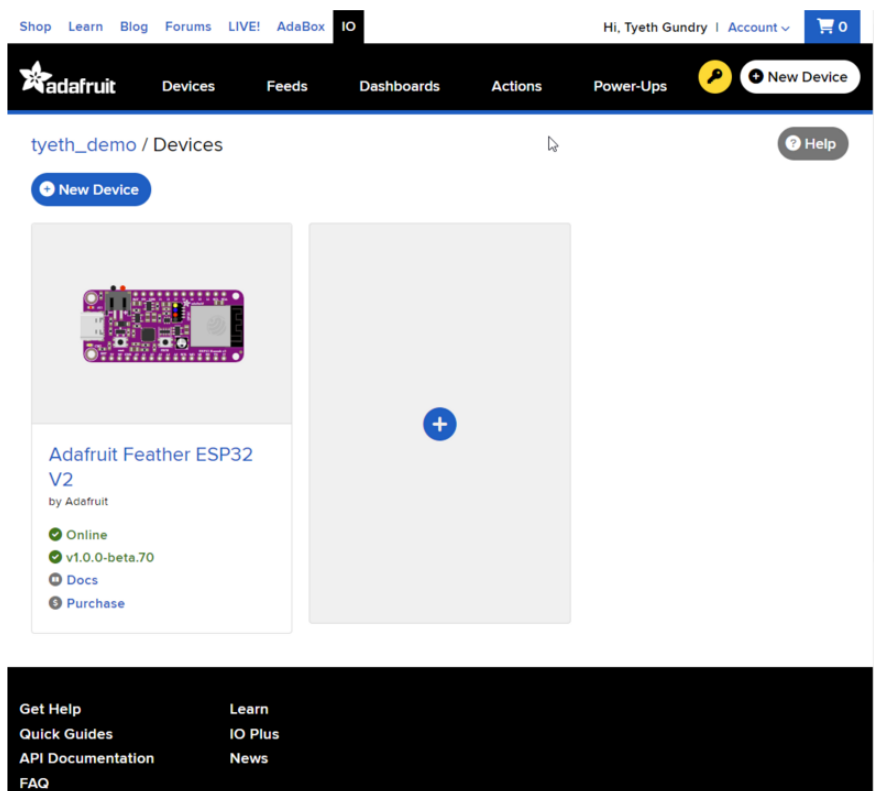 Shop Learn Blog Forums LIVE! AdaBox IO Hi, Tyeth Gundry | Account 0
adafruit Devices Feeds Dashboards Actions Power-Ups New Device
tyeth_demo / Devices Help
New Device
Adafruit Feather ESP32
V2
by Adafruit
Online
v1.0.0-beta.70
Docs
Purchase
Get Help Learn
Quick Guides IO Plus
API Documentation News
FAQ